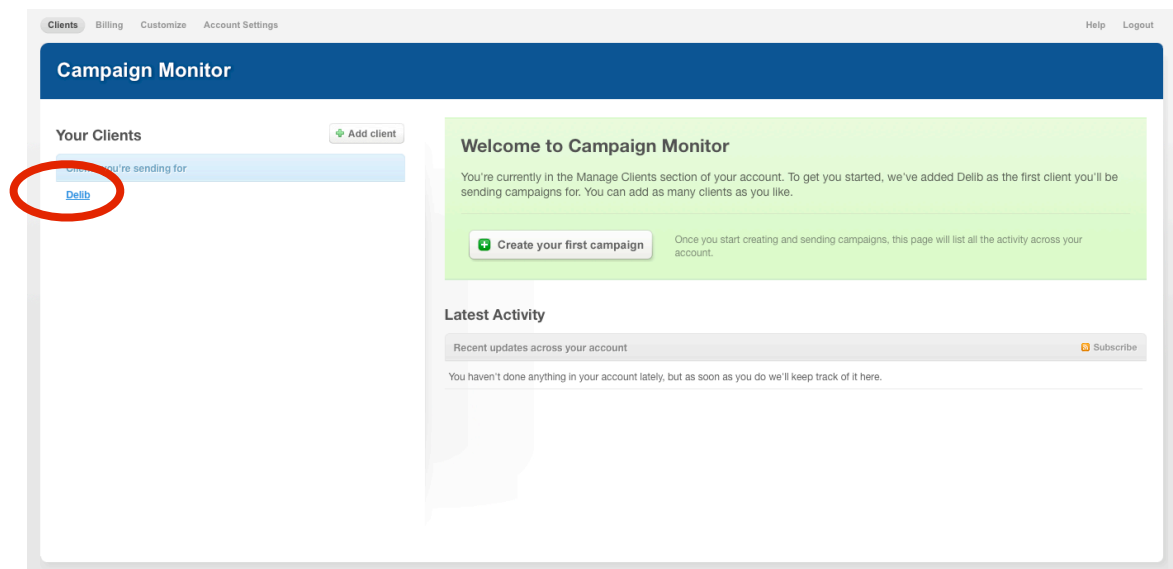 Clients Billing Customize Account Settings Help Logout
Campaign Monitor
Your Clients
Add client
you're sending for
Delib
Welcome to Campaign Monitor
You're currently in the Manage Clients section of your account. To get you started, we've added Delib as the first client you'll be
sending campaigns for. You can add as many clients as you like.
Create your first campaign
Once you start creating and sending campaigns, this page will list all the activity across your
account.
Latest Activity
Recent updates across your account
Subscribe
You haven't done anything in your account lately, but as soon as you do we'll keep track of it here.